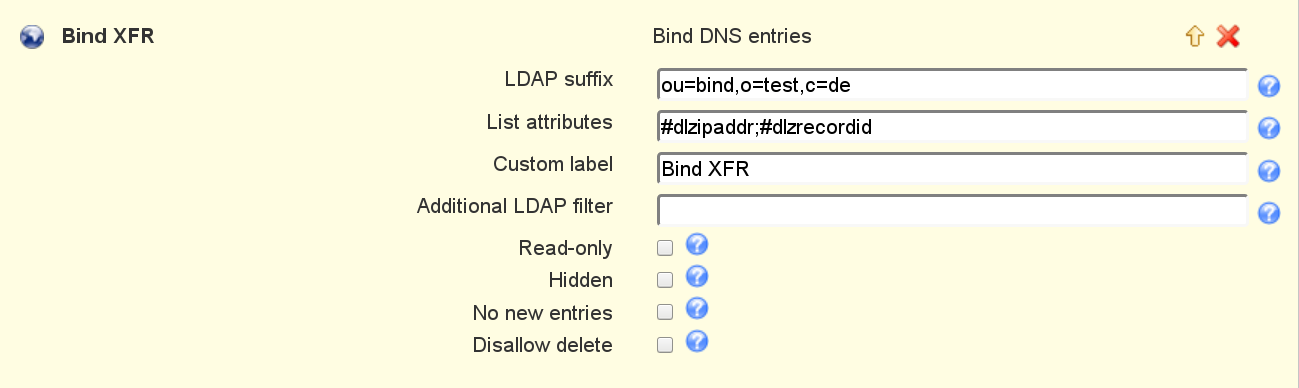 Bind XFR Bind DNS entries
LDAP suffix ou=bind,o=test,c=de
List attributes #dlzipaddr;#dlzrecordid
Custom label Bind XFR
Additional LDAP filter
Read-only
Hidden
No new entries
Disallow delete